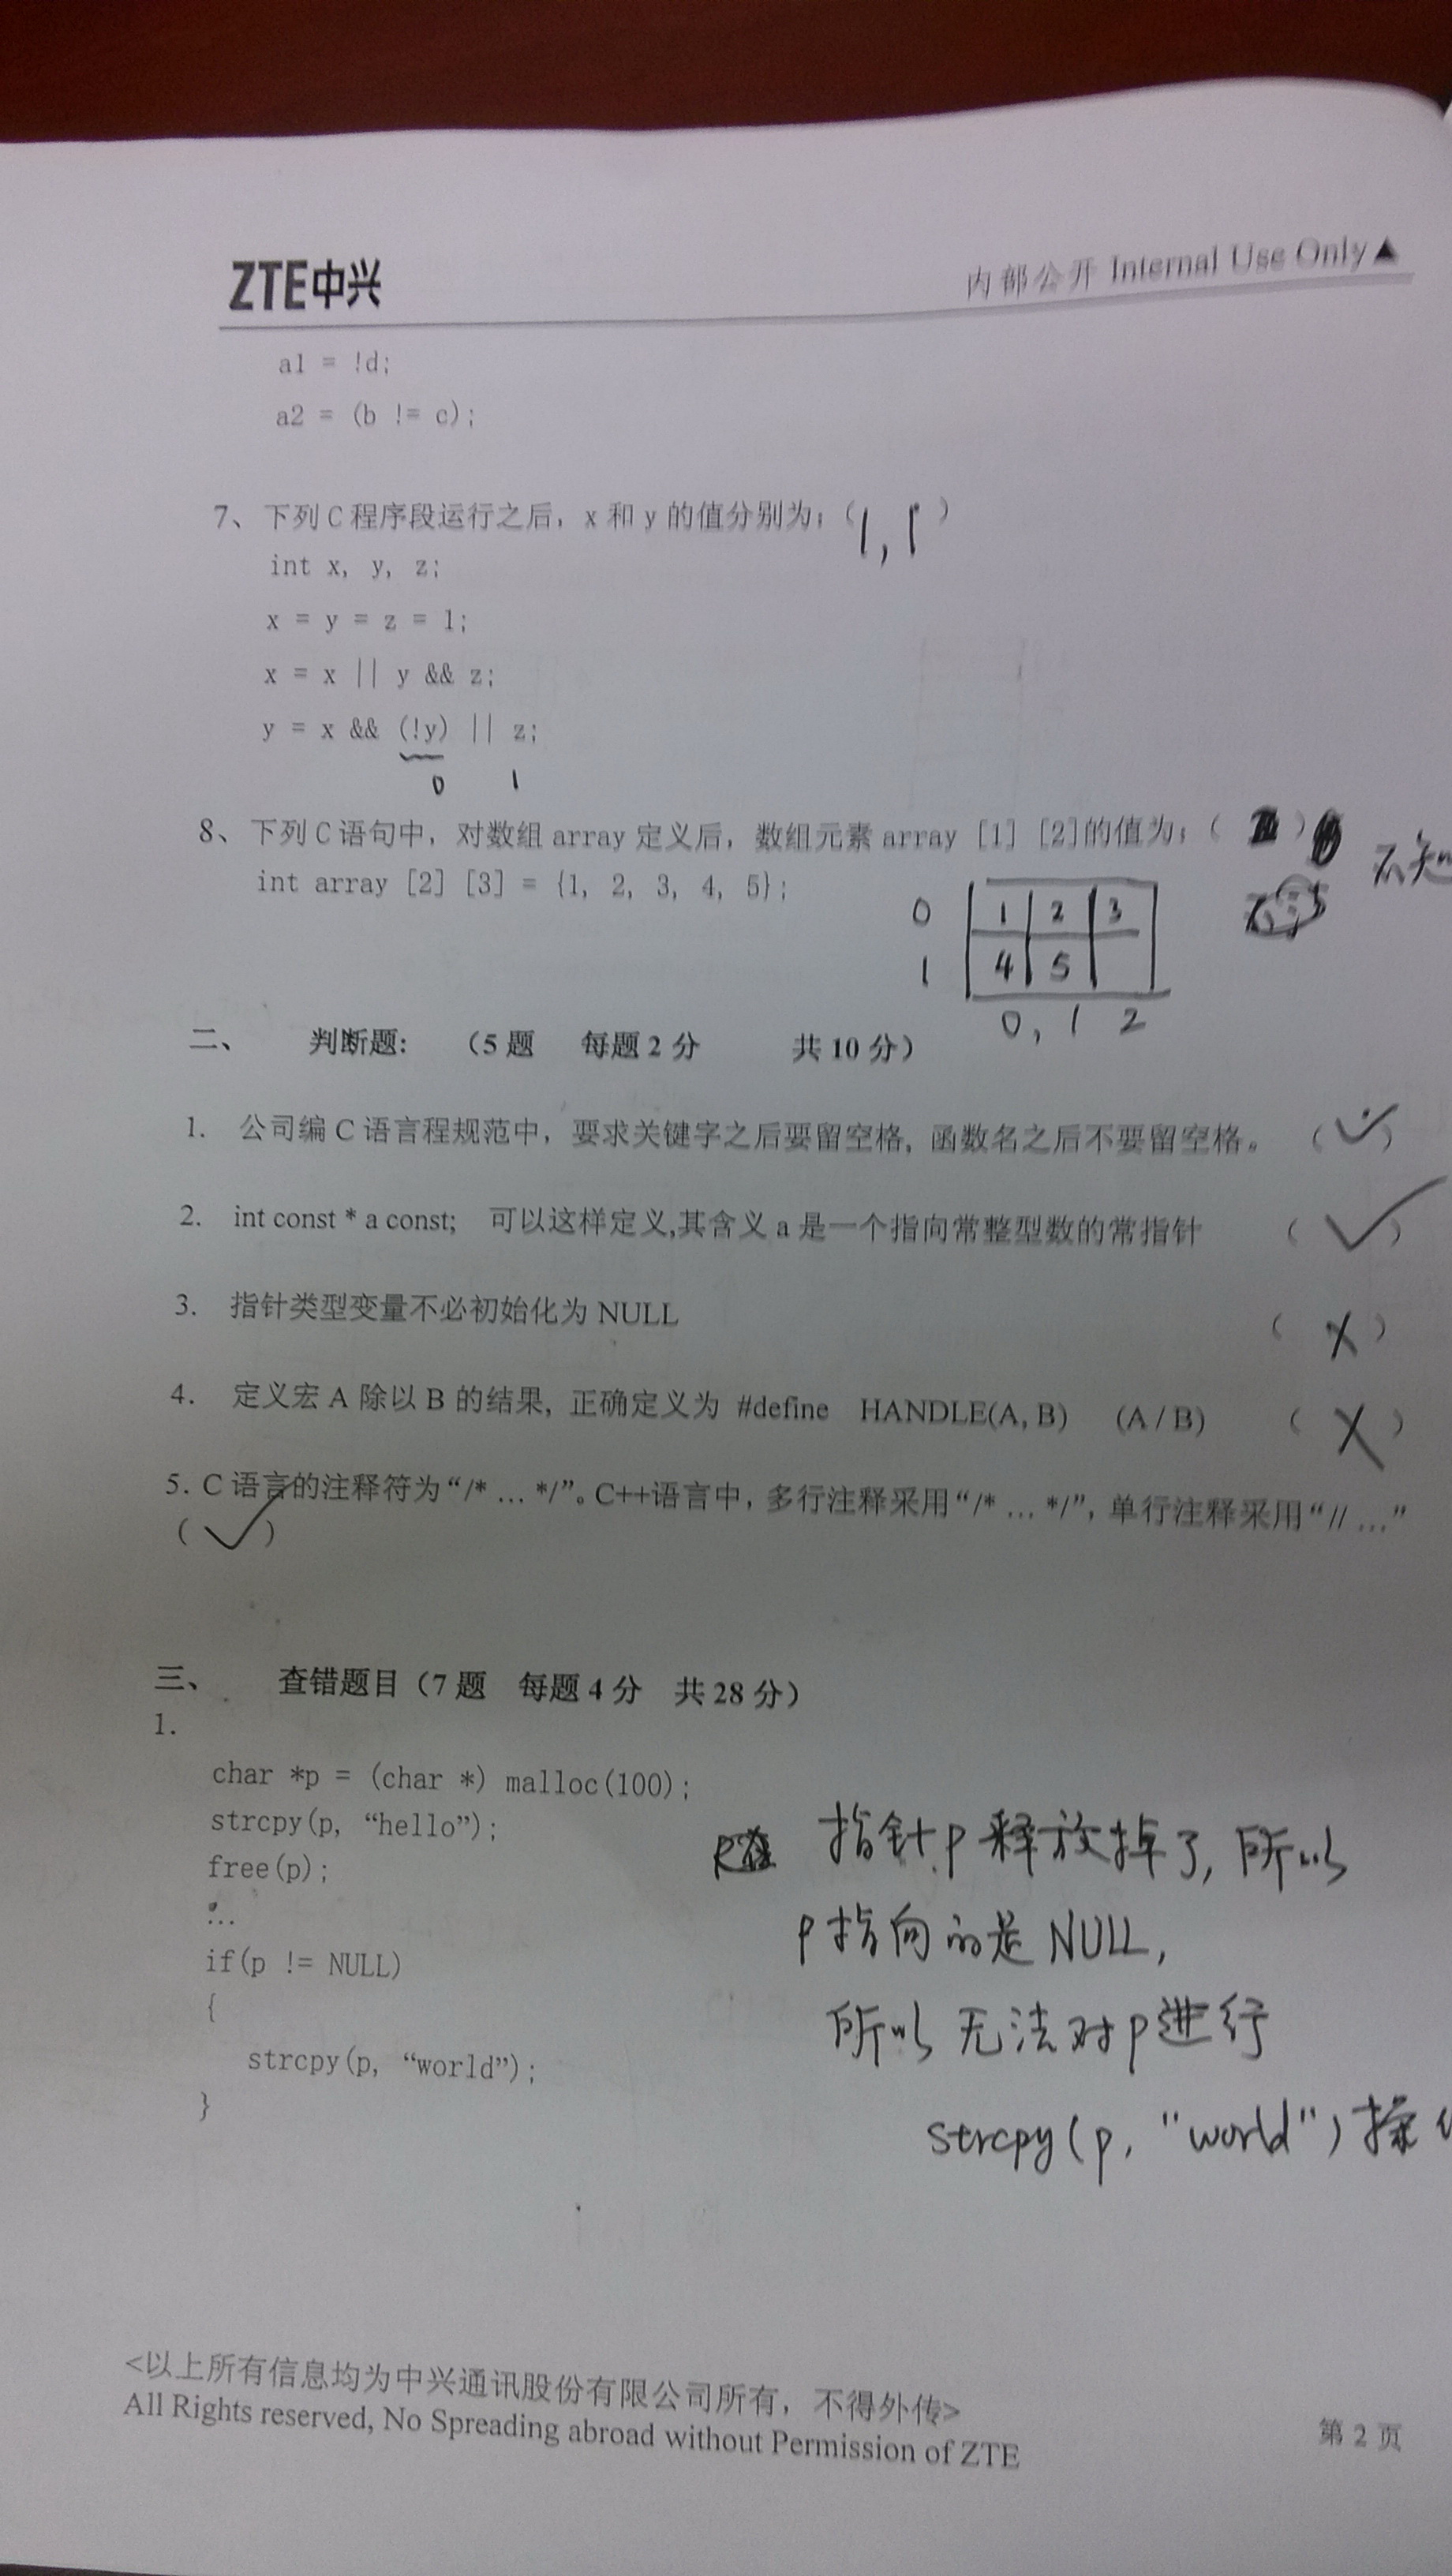 ZTE中兴
内部公开 Internal Use Only▲
a1 = !d;
a2 = (b != c);
7、下列 C 程序段运行之后，x 和 y 的值分别为：（ 1, 1 ）
int x, y, z;
x = y = z = 1;
x = x || y && z;
y = x && (!y) || z;
0 1
8、下列 C 语句中，对数组 array 定义后，数组元素 array [1] [2]的值为：（ ）
不知
int array [2] [3] = {1, 2, 3, 4, 5};
0 1 2 3
1 4 5
0, 1 2
二、 判断题： （5 题 每题 2 分 共 10 分）
1. 公司编 C 语言程规范中，要求关键字之后要留空格，函数名之后不要留空格。 （ ✓ ）
2. int const * a const; 可以这样定义,其含义 a 是一个指向常整型数的常指针 （ ✓ ）
3. 指针类型变量不必初始化为 NULL （ X ）
4. 定义宏 A 除以 B 的结果, 正确定义为 #define HANDLE(A, B) (A / B) （ X ）
5. C 语言的注释符为“/* … */”。C++语言中，多行注释采用“/* … */”，单行注释采用“// …”
（ ✓ ）
三、 查错题目（7 题 每题 4 分 共 28 分）
1.
char *p = (char *) malloc(100);
strcpy(p, “hello”);
free(p);
…
if(p != NULL)
{
strcpy(p, “world”);
}
指针p释放掉了, 所以
p指向的是NULL,
所以 无法对p进行
strcpy(p, "world")操
<以上所有信息均为中兴通讯股份有限公司所有，不得外传>
All Rights reserved, No Spreading abroad without Permission of ZTE
第 2 页